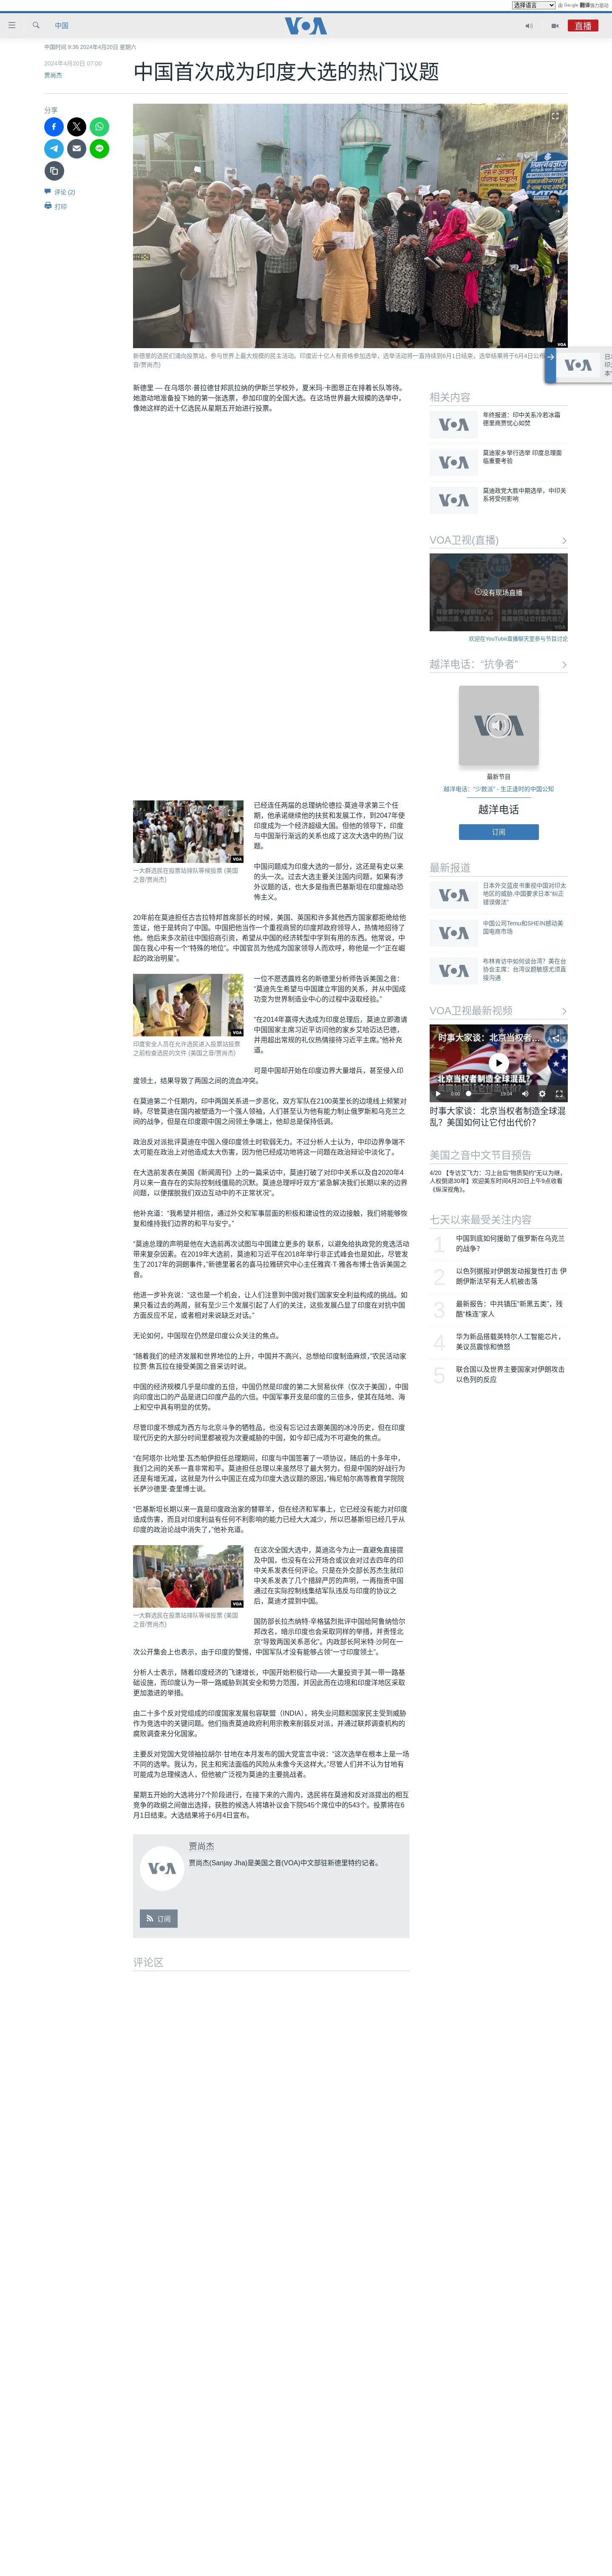 选择语言 由 Google 翻译强力驱动
中国
VOA
直播
中国时间 9:36 2024年4月20日 星期六
2024年4月20日 07:00
贾尚杰
中国首次成为印度大选的热门议题
分享
评论 (2)
打印
VOA
新德里的选民们涌向投票站，参与世界上最大规模的民主活动。印度近十亿人有资格参加选举，选举活动将一直持续到6月1日结束，选举结果将于6月4日公布
音/贾尚杰)
新德里 — 在乌塔尔·普拉德甘邦凯拉纳的伊斯兰学校外，夏米玛·卡图恩正在排着长队等待。
她激动地准备投下她的第一张选票，参加印度的全国大选。在这场世界最大规模的选举中，
像她这样的近十亿选民从星期五开始进行投票。
VOA
一大群选民在投票站排队等候投票 (美国
之音/贾尚杰)
已经连任两届的总理纳伦德拉·莫迪寻求第三个任
期，他承诺继续他的扶贫和发展工作，到2047年使
印度成为一个经济超级大国。但他的领导下，印度
与中国渐行渐远的关系也成了这次大选中的热门议
题。
中国问题成为印度大选的一部分，这还是有史以来
的头一次。过去大选主要关注国内问题，如果有涉
外议题的话，也大多是指责巴基斯坦在印度煽动恐
怖主义。
20年前在莫迪担任古吉拉特邦首席部长的时候，美国、英国和许多其他西方国家都拒绝给他
签证，他于是转向了中国。中国把他当作一个重视商贸的印度邦政府领导人，热情地招待了
他。他后来多次前往中国招商引资，希望从中国的经济转型中学到有用的东西。他常说，中
国在我心中有一个“特殊的地位”。中国官员为他成为国家领导人而欢呼，称他是一个“正在崛
起的政治明星”。
印度安全人员在允许选民进入投票站投票
之前检查选民的文件 (美国之音/贾尚杰)
一位不愿透露姓名的新德里分析师告诉美国之音：
“莫迪先生希望与中国建立牢固的关系，并从中国成
功变为世界制造业中心的过程中汲取经验。”
“在2014年赢得大选成为印度总理后，莫迪立即邀请
中国国家主席习近平访问他的家乡艾哈迈达巴德，
并用超出常规的礼仪热情接待习近平主席。”他补充
道。
可是中国却开始在印度边界大量增兵，甚至侵入印
度领土，结果导致了两国之间的流血冲突。
在莫迪第二个任期内，印中两国关系进一步恶化，双方军队在2100英里长的边境线上频繁对
峙。尽管莫迪在国内被塑造为一个强人领袖，人们甚至认为他有能力制止俄罗斯和乌克兰之
间的战争，但是在印度跟中国之间领土争端上，他却总是保持低调。
政治反对派批评莫迪在中国入侵印度领土时软弱无力。不过分析人士认为，中印边界争端不
太可能在政治上对他造成太大伤害，因为他已经成功地将这一问题在政治辩论中淡化了。
在大选前发表在美国《新闻周刊》上的一篇采访中，莫迪打破了对印中关系以及自2020年4
月以来一直存在的实际控制线僵局的沉默。莫迪总理呼吁双方“紧急解决我们长期以来的边界
问题，以便摆脱我们双边互动中的不正常状况”。
他补充道：“我希望并相信，通过外交和军事层面的积极和建设性的双边接触，我们将能够恢
复和维持我们边界的和平与安宁。”
“莫迪总理的声明是他在大选前再次试图与中国建立更多的 联系，以避免给执政党的竞选活动
带来复杂因素。在2019年大选前，莫迪和习近平在2018年举行非正式峰会也是如此，尽管发
生了2017年的洞朗事件，”新德里著名的喜马拉雅研究中心主任雅宾·T·雅各布博士告诉美国之
音。
他进一步补充说：“这也是一个机会，让人们注意到中国对我们国家安全利益构成的挑战。如
果只看过去的两周，就有至少三个发展引起了人们的关注，这些发展凸显了印度在对抗中国
方面反应不足，或者相对来说缺乏对话。”
无论如何，中国现在仍然是印度公众关注的焦点。
“随着我们的经济发展和世界地位的上升，中国并不高兴，总想给印度制造麻烦，”农民活动家
拉贾·焦瓦拉在接受美国之音采访时说。
中国的经济规模几乎是印度的五倍，中国仍然是印度的第二大贸易伙伴（仅次于美国），中国
向印度出口的产品是进口印度产品的六倍。中国军事开支是印度的三倍多，使其在陆地、海
上和空中具有明显的优势。
尽管印度不想成为西方与北京斗争的牺牲品，也没有忘记过去跟美国的冰冷历史，但在印度
现代历史的大部分时间里都被视为次要威胁的中国，如今却已成为不可避免的焦点。
“在阿塔尔·比哈里·瓦杰帕伊担任总理期间，印度与中国签署了一项协议，随后的十多年中，
我们之间的关系一直非常和平。莫迪担任总理以来虽然尽了最大努力，但是中国的好战行为
还是有增无减，这就是为什么中国正在成为印度大选议题的原因，”梅尼帕尔高等教育学院院
长萨沙德里·查里博士说。
“巴基斯坦长期以来一直是印度政治家的替罪羊，但在经济和军事上，它已经没有能力对印度
造成伤害，而且对印度利益有任何不利影响的能力已经大大减少，所以巴基斯坦已经几乎从
印度的政治论战中消失了，”他补充道。
VOA
一大群选民在投票站排队等候投票 (美国
之音/贾尚杰)
在这次全国大选中，莫迪迄今为止一直避免直接提
及中国，也没有在公开场合或议会对过去四年的印
中关系发表任何评论。只是在外交部长苏杰生就印
中关系发表了几个措辞严厉的声明，一再指责中国
通过在实际控制线集结军队违反与印度的协议之
后，莫迪才提到中国。
国防部长拉杰纳特·辛格猛烈批评中国给阿鲁纳恰尔
邦改名，暗示印度也会采取同样的举措，并责怪北
京“导致两国关系恶化”。内政部长阿米特·沙阿在一
次公开集会上也表示，由于印度的警惕，中国军队才没有能够占领“一寸印度领土”。
分析人士表示，随着印度经济的飞速增长，中国开始积极行动——大量投资于其一带一路基
础设施，而印度认为一带一路威胁到其安全和势力范围，并因此而在边境和印度洋地区采取
更加激进的举措。
由二十多个反对党组成的印度国家发展包容联盟（INDIA），将失业问题和国家民主受到威胁
作为竞选中的关键问题。他们指责莫迪政府利用宗教来削弱反对派，并通过联邦调查机构的
腐败调查来分化国家。
主要反对党国大党领袖拉胡尔·甘地在本月发布的国大党宣言中说：“这次选举在根本上是一场
不同的选举。我认为，民主和宪法面临的风险从未像今天这样大。”尽管人们并不认为甘地有
可能成为总理候选人，但他被广泛视为莫迪的主要挑战者。
星期五开始的大选将分7个阶段进行，在接下来的六周内，选民将在莫迪和反对派提出的相互
竞争的政纲之间做出选择，获胜的候选人将填补议会下院545个席位中的543个。投票将在6
月1日结束。大选结果将于6月4日宣布。
VOA
贾尚杰
贾尚杰(Sanjay Jha)是美国之音(VOA)中文部驻新德里特约记者。
订阅
评论区
VOA
相关内容
VOA
年终报道：印中关系冷若冰霜
德里商贾忧心如焚
VOA
莫迪家乡举行选举 印度总理面
临重要考验
VOA
莫迪政党大胜中期选举，中印关
系将受何影响
VOA卫视(直播)
没有现场直播
欢迎在YouTube直播聊天室参与节目讨论
越洋电话：“抗争者”
VOA
最新节目
越洋电话：“少数派” - 生正逢时的中国公知
越洋电话
订阅
最新报道
VOA
日本外交蓝皮书重视中国对印太
地区的威胁,中国要求日本“纠正
错误做法”
VOA
中国公司Temu和SHEIN撼动美
国电商市场
VOA
布林肯访中如何谈台湾？美在台
协会主席：台湾议题敏感尤须直
接沟通
VOA卫视最新视频
时事大家谈：北京当权者...
北京当权者制造全球混乱？
0:00
19:04
时事大家谈：北京当权者制造全球混
乱？美国如何让它付出代价？
美国之音中文节目预告
4/20 【专访艾飞力：习上台后“物质契约”无以为继，
人权倒退30年】欢迎美东时间4月20日上午9点收看
《纵深视角》。
七天以来最受关注内容
1
中国到底如何援助了俄罗斯在乌克兰
的战争？
2
以色列据报对伊朗发动报复性打击 伊
朗伊斯法罕有无人机被击落
3
最新报告：中共镇压“新黑五类”，残
酷“株连”家人
4
华为新品搭载英特尔人工智能芯片，
美议员震惊和愤怒
5
联合国以及世界主要国家对伊朗攻击
以色列的反应